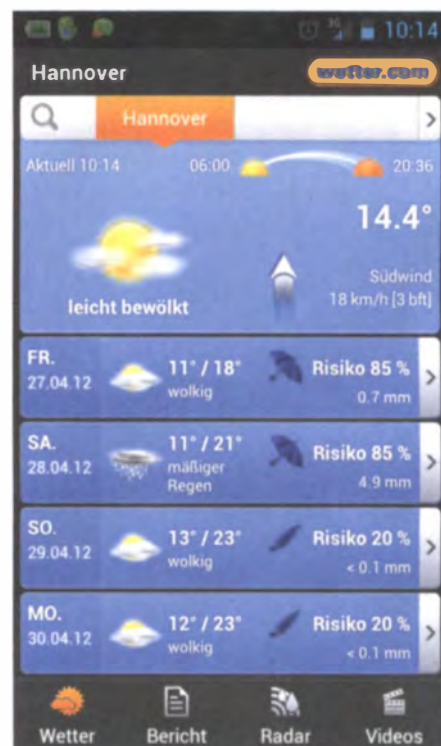 3G 10:14
Hannover wetter.com
Hannover
Aktuell 10:14 06:00 20:36
14.4°
Südwind
leicht bewölkt 18 km/h [3 bft]
FR. 11° / 18° Risiko 85 %
27.04.12 wolkig 0.7 mm
SA. 11° / 21° Risiko 85 %
28.04.12 mäßiger 4.9 mm
Regen
SO. 13° / 23° Risiko 20 %
29.04.12 wolkig < 0.1 mm
MO. 12° / 23° Risiko 20 %
30.04.12 wolkig < 0.1 mm
Wetter Bericht Radar Videos